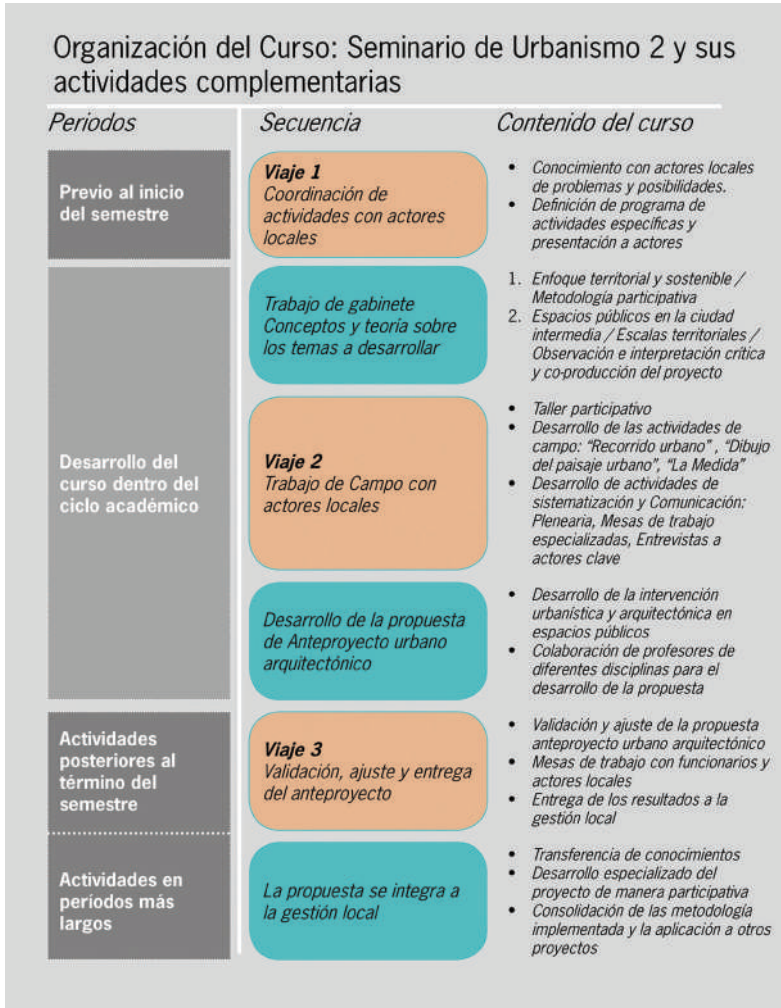 Organización del Curso: Seminario de Urbanismo 2 y sus
actividades complementarias
Periodos
Secuencia
Contenido del curso
Previo al inicio
del semestre
Viaje 1
Coordinación de
actividades con actores
locales
• Conocimiento con actores locales
de problemas y posibilidades.
• Definición de programa de
actividades específicas y
presentación a actores
Desarrollo del
curso dentro del
ciclo académico
Trabajo de gabinete
Conceptos y teoría sobre
los temas a desarrollar
1. Enfoque territorial y sostenible /
Metodología participativa
2. Espacios públicos en la ciudad
intermedia / Escalas territoriales /
Observación e interpretación crítica
y co-producción del proyecto
Viaje 2
Trabajo de Campo con
actores locales
• Taller participativo
• Desarrollo de las actividades de
campo: “Recorrido urbano” , “Dibujo
del paisaje urbano”, “La Medida”
• Desarrollo de actividades de
sistematización y Comunicación:
Plenearia, Mesas de trabajo
especializadas, Entrevistas a
actores clave
Desarrollo de la propuesta
de Anteproyecto urbano
arquitectónico
• Desarrollo de la intervención
urbanística y arquitectónica en
espacios públicos
• Colaboración de profesores de
diferentes disciplinas para el
desarrollo de la propuesta
Actividades
posteriores al
término del
semestre
Viaje 3
Validación, ajuste y entrega
del anteproyecto
• Validación y ajuste de la propuesta
anteproyecto urbano arquitectónico
• Mesas de trabajo con funcionarios y
actores locales
• Entrega de los resultados a la
gestión local
Actividades en
períodos más
largos
La propuesta se integra a
la gestión local
• Transferencia de conocimientos
• Desarrollo especializado del
proyecto de manera participativa
• Consolidación de las metodología
implementada y la aplicación a otros
proyectos